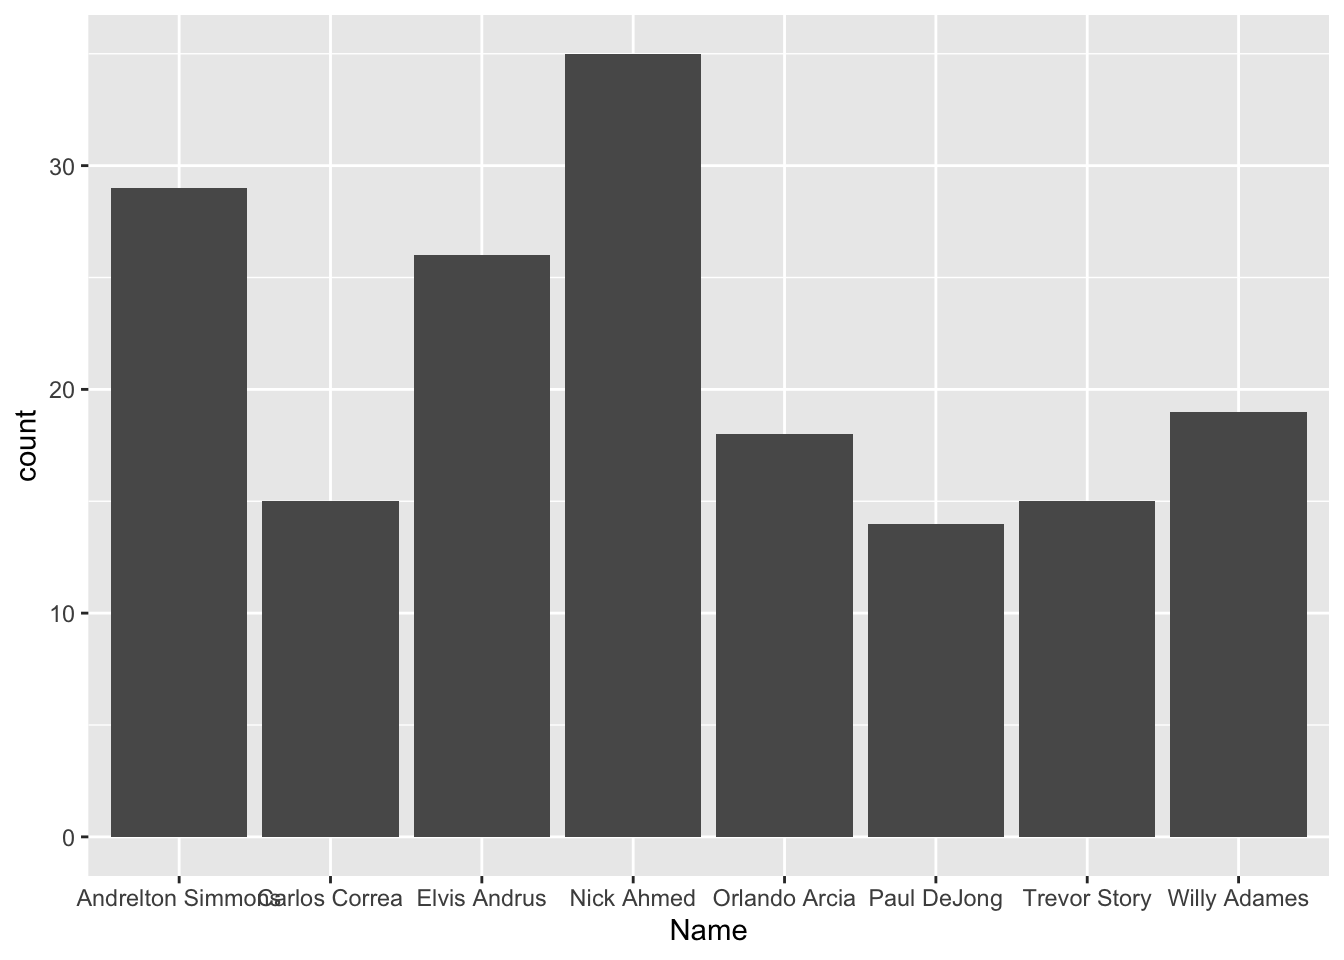 30
20
10
0
count
Andrelton Simmons Carlos Correa Elvis Andrus Nick Ahmed Orlando Arcia Paul DeJong Trevor Story Willy Adames
Name